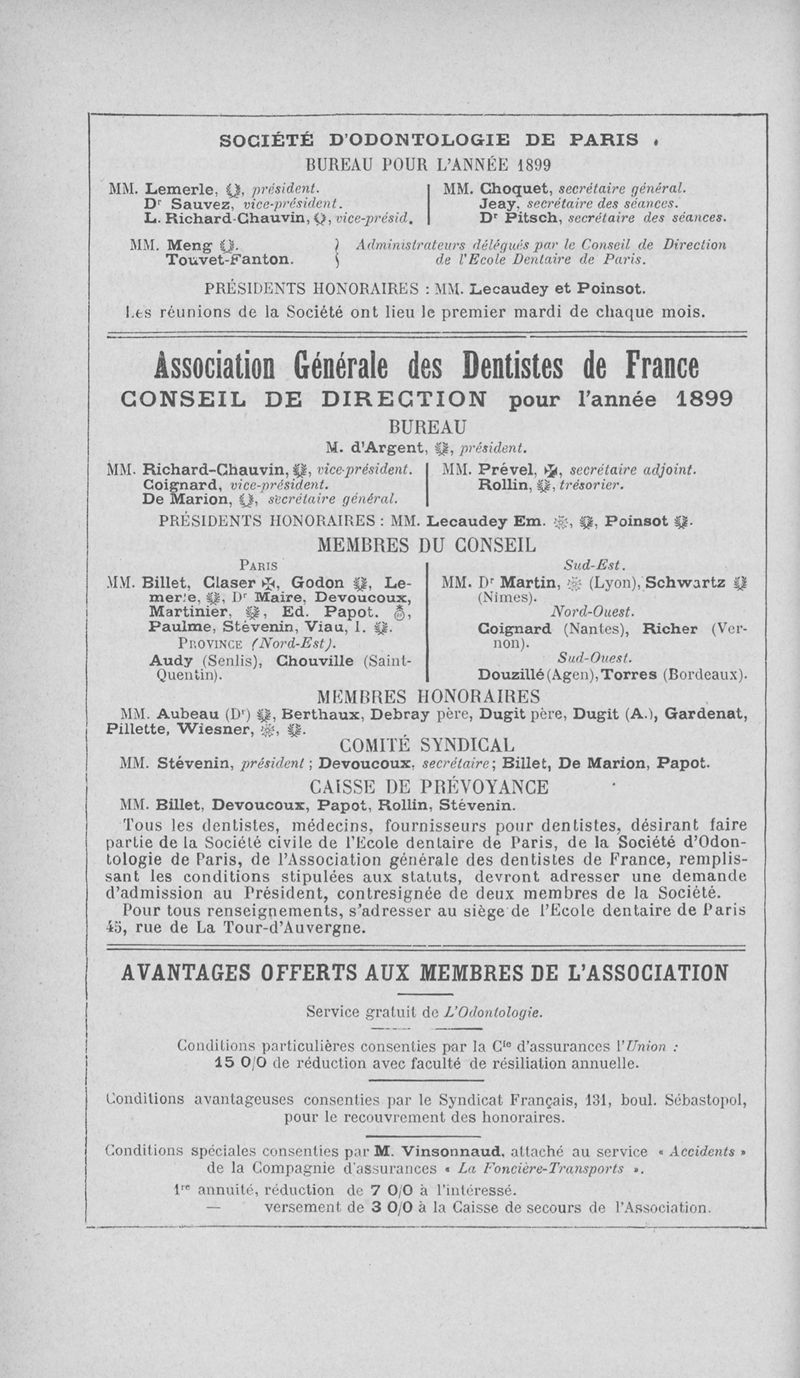 SOCIÉTÉ D'ODONTOLOGIE DE PARIS
BUREAU POUR L'ANNÉE 1899
MM. Lemerle, président.
Dr Sauvez, vice-président.
L. Richard-Chauvin, vice-présid.
MM. Choquet, secrétaire général.
Jeay, secrétaire des séances.
Dr Pitsch, secrétaire des séances.
MM. Meng
Touvet-Fanton.
Administrateurs délégués par le Conseil de Direction
de l'Ecole Dentaire de Paris.
PRÉSIDENTS HONORAIRES : MM. Lecaudey et Poinsot.
Les réunions de la Société ont lieu le premier mardi de chaque mois.
Association Générale des Dentistes de France
CONSEIL DE DIRECTION pour l'année 1899
BUREAU
M. d'Argent, président.
MM. Richard-Chauvin, vice-président.
Coignard, vice-président.
De Marion, secrétaire général.
MM. Prével, secrétaire adjoint.
Rollin, trésorier.
PRÉSIDENTS HONORAIRES : MM. Lecaudey Em. , Poinsot .
MEMBRES DU CONSEIL
PARIS
MM. Billet, Claser , Godon , Le-
merle, , Dr Maire, Devoucoux,
Martinier, , Ed. Papot. ,
Paulme, Stévenin, Viau, I. .
PROVINCE (Nord-Est).
Audy (Senlis), Chouville (Saint-
Quentin).
Sud-Est.
MM. Dr Martin, (Lyon), Schwartz
(Nimes).
Nord-Ouest.
Coignard (Nantes), Richer (Ver-
non).
Sud-Ouest.
Douzillé (Agen), Torres (Bordeaux).
MEMBRES HONORAIRES
MM. Aubeau (Dr) , Berthaux, Debray père, Dugit père, Dugit (A.), Gardenat,
Pillette, Wiesner, , .
COMITÉ SYNDICAL
MM. Stévenin, président ; Devoucoux, secrétaire; Billet, De Marion, Papot.
CAISSE DE PRÉVOYANCE
MM. Billet, Devoucoux, Papot, Rollin, Stévenin.
Tous les dentistes, médecins, fournisseurs pour dentistes, désirant faire
partie de la Société civile de l'Ecole dentaire de Paris, de la Société d'Odon-
tologie de Paris, de l'Association générale des dentistes de France, remplis-
sant les conditions stipulées aux statuts, devront adresser une demande
d'admission au Président, contresignée de deux membres de la Société.
Pour tous renseignements, s'adresser au siège de l'Ecole dentaire de Paris
45, rue de La Tour-d'Auvergne.
AVANTAGES OFFERTS AUX MEMBRES DE L'ASSOCIATION
Service gratuit de L'Odontologie.
Conditions particulières consenties par la Cie d'assurances l'Union :
15 0/0 de réduction avec faculté de résiliation annuelle.
Conditions avantageuses consenties par le Syndicat Français, 131, boul. Sébastopol,
pour le recouvrement des honoraires.
Conditions spéciales consenties par M. Vinsonnaud, attaché au service « Accidents »
de la Compagnie d'assurances « La Foncière-Transports ».
1re annuité, réduction de 7 0/0 à l'intéressé.
— versement de 3 0/0 à la Caisse de secours de l'Association.